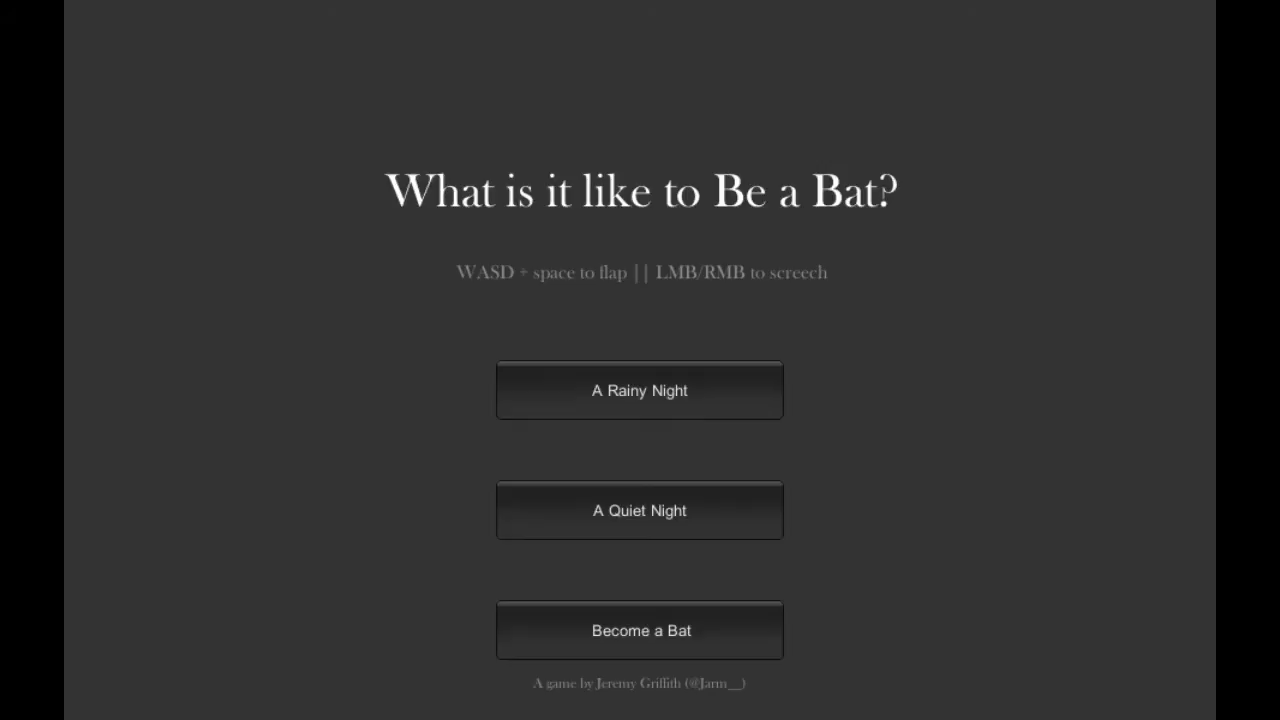 What is it like to Be a Bat?
WASD + space to flap || LMB/RMB to screech
A Rainy Night
A Quiet Night
Become a Bat
A game by Jeremy Griffith (@Jarm__)